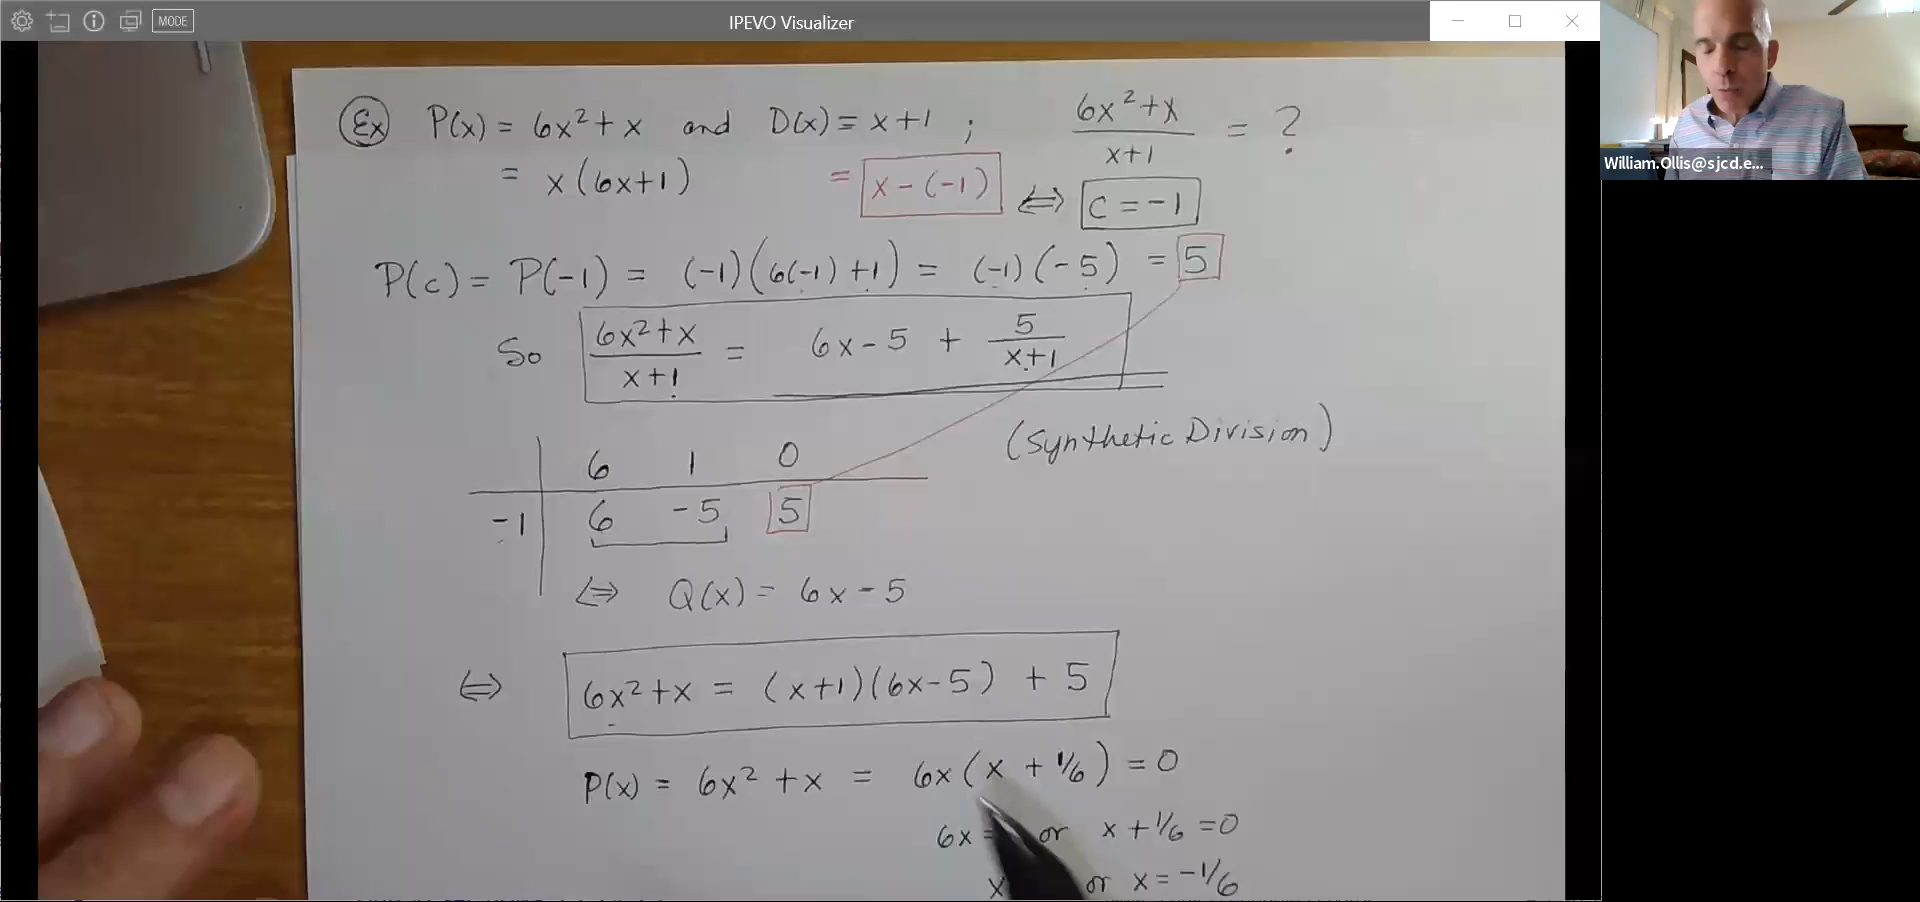 MODE
IPEVO Visualizer
William.Ollis@sjcd.e...
Ex P(x) = 6x² + x and D(x) = x + 1 ; (6x² + x)/(x+1) = ?
= x(6x+1) = x - (-1) ⟺ c = -1
P(c) = P(-1) = (-1)(6(-1) + 1) = (-1)(-5) = 5
So (6x² + x)/(x+1) = 6x - 5 + 5/(x+1)
(Synthetic Division)
6 1 0
-1 6 -5 5
⟺ Q(x) = 6x - 5
⟺ 6x² + x = (x+1)(6x-5) + 5
P(x) = 6x² + x = 6x(x + 1/6) = 0
6x = or x + 1/6 = 0
x or x = -1/6